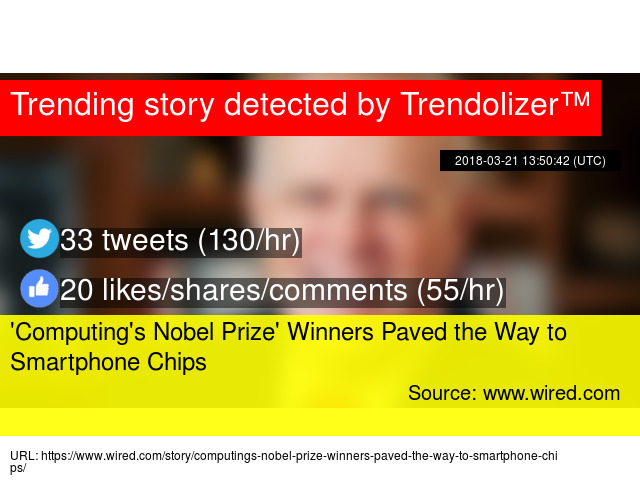 Trending story detected by Trendolizer™
2018-03-21 13:50:42 (UTC)
33 tweets (130/hr)
20 likes/shares/comments (55/hr)
'Computing's Nobel Prize' Winners Paved the Way to
Smartphone Chips
Source: www.wired.com
URL: https://www.wired.com/story/computings-nobel-prize-winners-paved-the-way-to-smartphone-chi
ps/